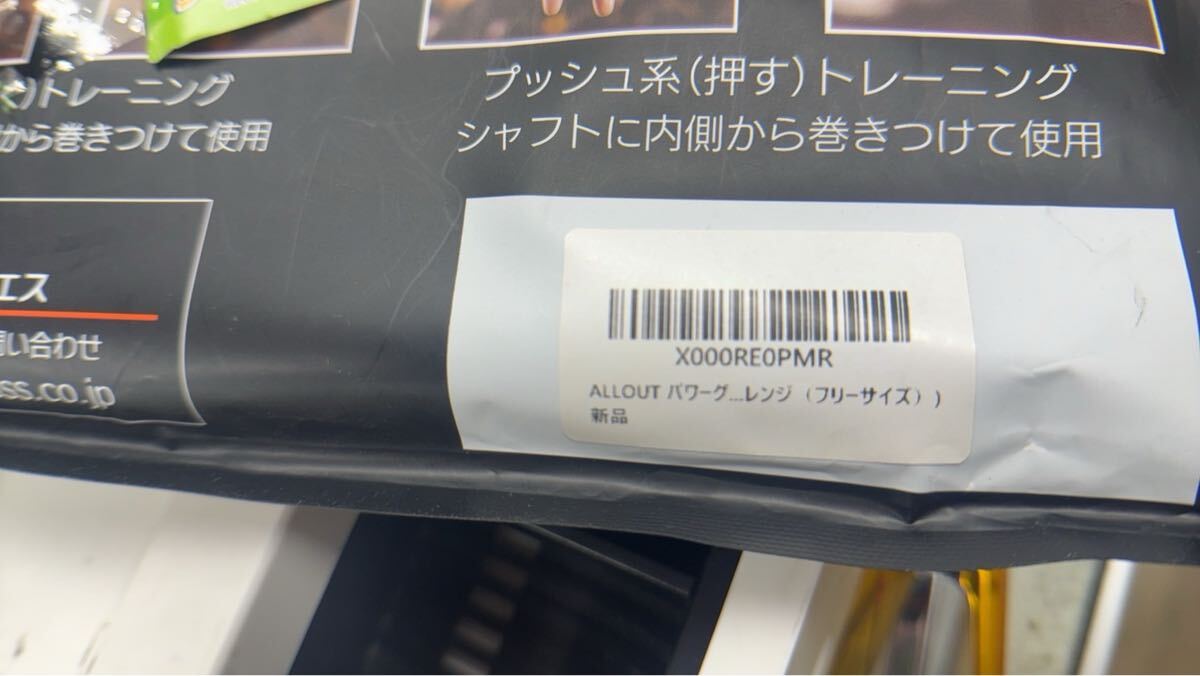 )トレーニング
から巻きつけて使用
プッシュ系(押す)トレーニング
シャフトに内側から巻きつけて使用
エス
問い合わせ
ss.co.jp
X000RE0PMR
ALLOUT パワーグ...レンジ (フリーサイズ) )
新品